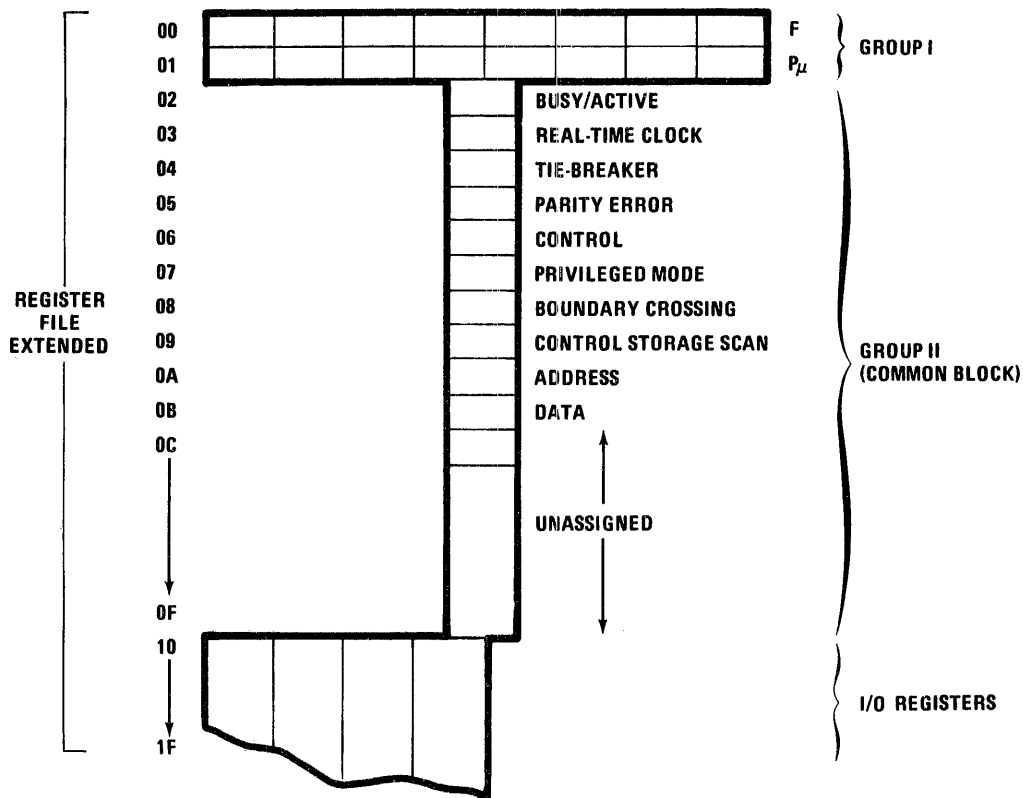 00 F
01 Pμ
GROUP I
02 BUSY/ACTIVE
03 REAL-TIME CLOCK
04 TIE-BREAKER
05 PARITY ERROR
06 CONTROL
07 PRIVILEGED MODE
08 BOUNDARY CROSSING
09 CONTROL STORAGE SCAN
0A ADDRESS
0B DATA
0C
REGISTER
FILE
EXTENDED
GROUP II
(COMMON BLOCK)
UNASSIGNED
0F
10
I/O REGISTERS
1F